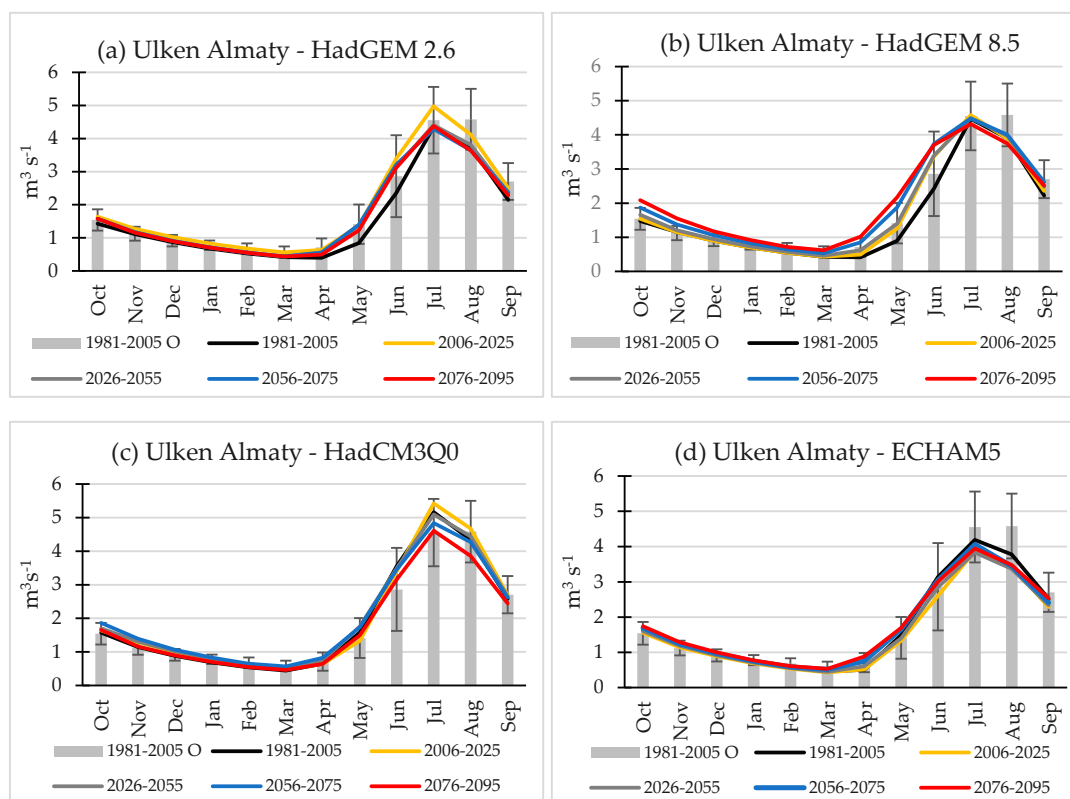 (a) Ulken Almaty - HadGEM 2.6
6
5
4
3
2
1
0
m³ s⁻¹
Oct Nov Dec Jan Feb Mar Apr May Jun Jul Aug Sep
1981-2005 O 1981-2005 2006-2025
2026-2055 2056-2075 2076-2095
(b) Ulken Almaty - HadGEM 8.5
6
5
4
3
2
1
0
m³ s⁻¹
Oct Nov Dec Jan Feb Mar Apr May Jun Jul Aug Sep
1981-2005 O 1981-2005 2006-2025
2026-2055 2056-2075 2076-2095
(c) Ulken Almaty - HadCM3Q0
6
5
4
3
2
1
0
m³s⁻¹
Oct Nov Dec Jan Feb Mar Apr May Jun Jul Aug Sep
1981-2005 O 1981-2005 2006-2025
2026-2055 2056-2075 2076-2095
(d) Ulken Almaty - ECHAM5
6
5
4
3
2
1
0
m³s⁻¹
Oct Nov Dec Jan Feb Mar Apr May Jun Jul Aug Sep
1981-2005 O 1981-2005 2006-2025
2026-2055 2056-2075 2076-2095